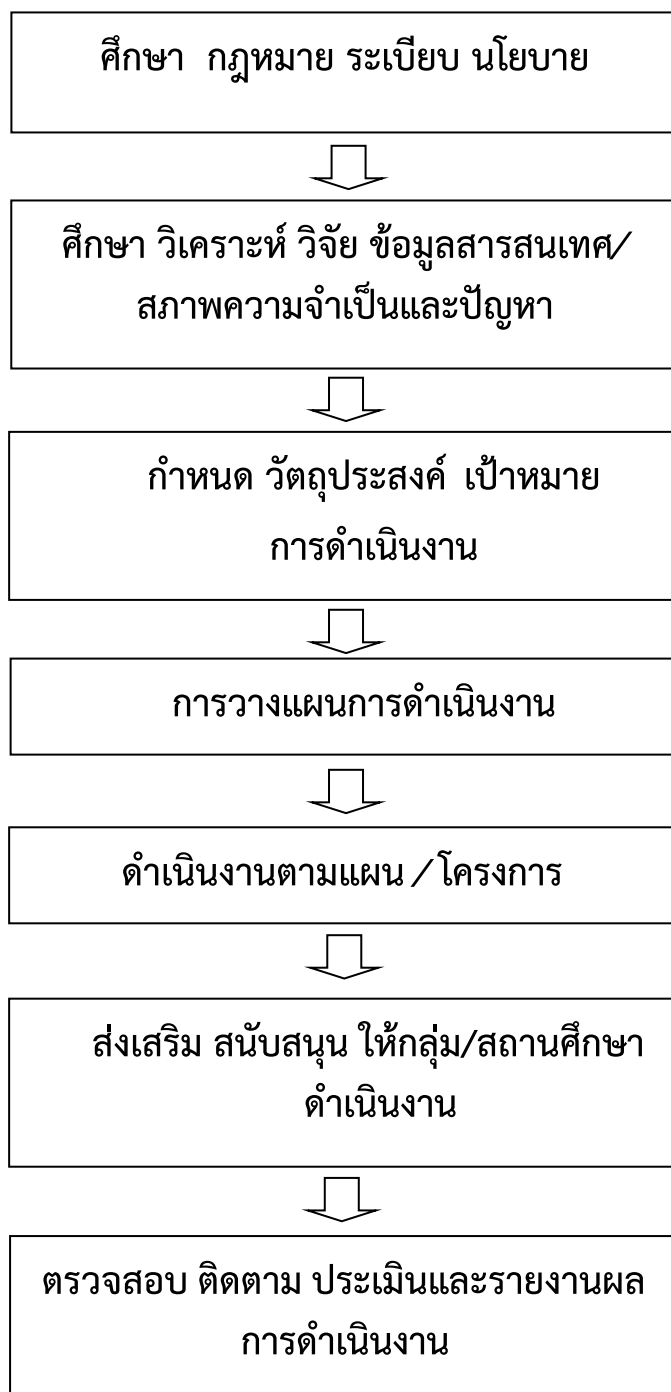 ศึกษา กฎหมาย ระเบียบ นโยบาย
ศึกษา วิเคราะห์ วิจัย ข้อมูลสารสนเทศ/
สภาพความจำเป็นและปัญหา
กำหนด วัตถุประสงค์ เป้าหมาย
การดำเนินงาน
การวางแผนการดำเนินงาน
ดำเนินงานตามแผน /โครงการ
ส่งเสริม สนับสนุน ให้กลุ่ม/สถานศึกษา
ดำเนินงาน
ตรวจสอบ ติดตาม ประเมินและรายงานผล
การดำเนินงาน